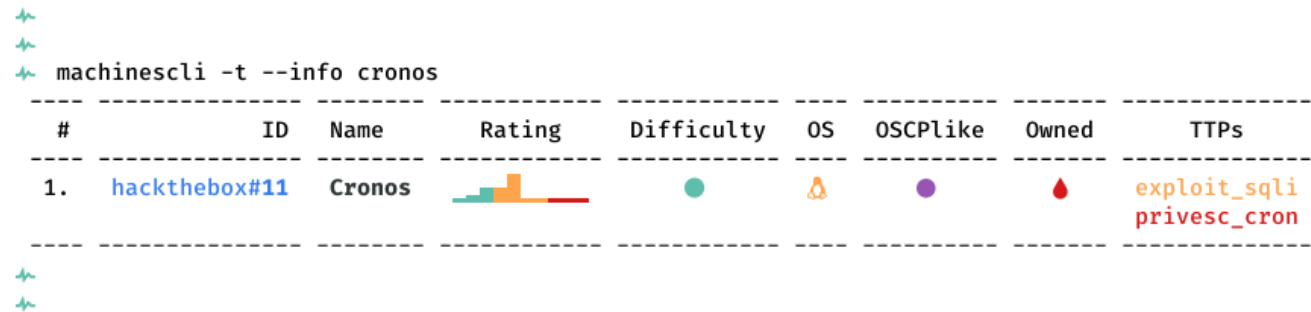 machinescli -t --info cronos
---- --------------- -------- ------------ ------------ ---- ---------- ------- --------------
# ID Name Rating Difficulty OS OSCPlike Owned TTPs
---- --------------- -------- ------------ ------------ ---- ---------- ------- --------------
1. hackthebox#11 Cronos exploit_sqli
privesc_cron
---- --------------- -------- ------------ ------------ ---- ---------- ------- --------------